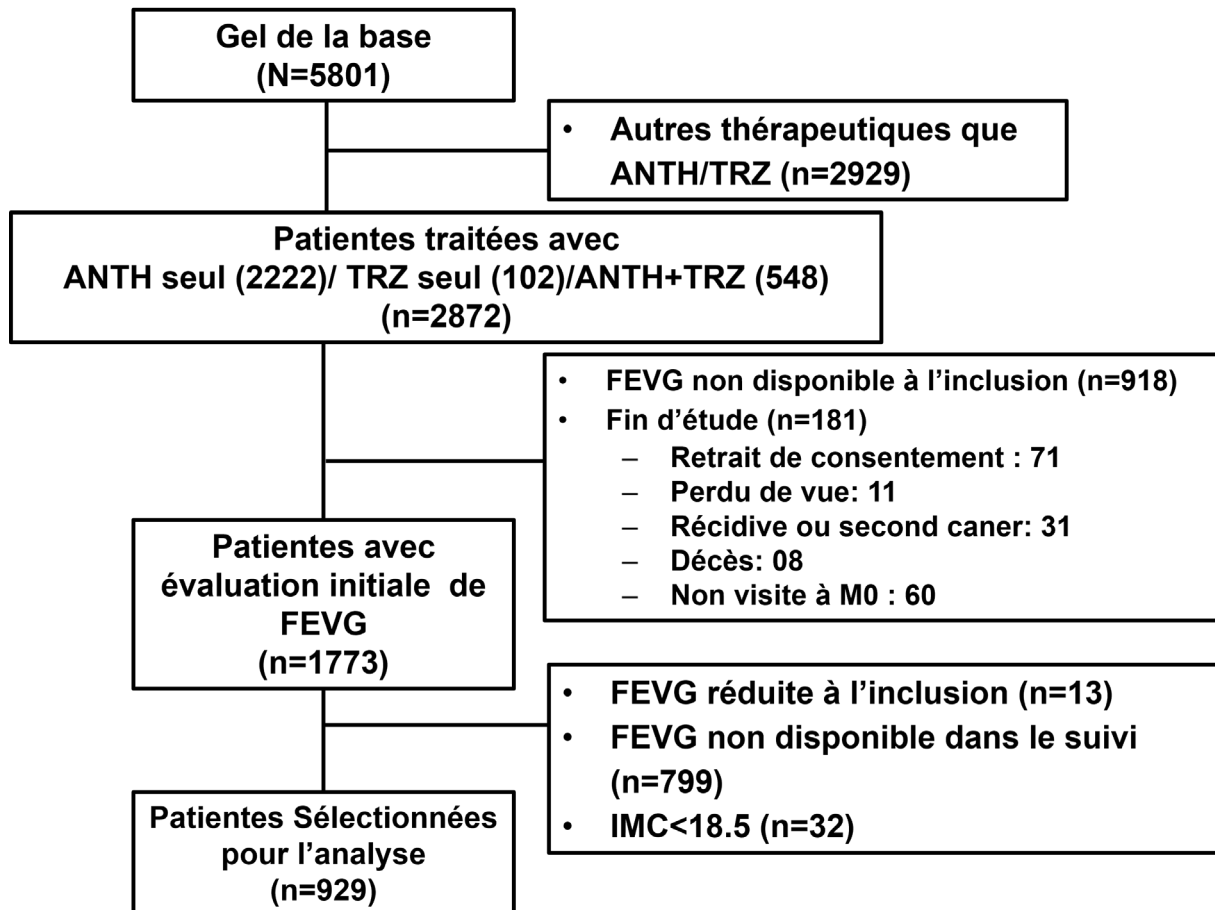 Gel de la base
(N=5801)
• Autres thérapeutiques que
ANTH/TRZ (n=2929)
Patientes traitées avec
ANTH seul (2222)/ TRZ seul (102)/ANTH+TRZ (548)
(n=2872)
• FEVG non disponible à l’inclusion (n=918)
• Fin d’étude (n=181)
– Retrait de consentement : 71
– Perdu de vue: 11
– Récidive ou second caner: 31
– Décès: 08
– Non visite à M0 : 60
Patientes avec
évaluation initiale de
FEVG
(n=1773)
• FEVG réduite à l’inclusion (n=13)
• FEVG non disponible dans le suivi
(n=799)
• IMC<18.5 (n=32)
Patientes Sélectionnées
pour l’analyse
(n=929)